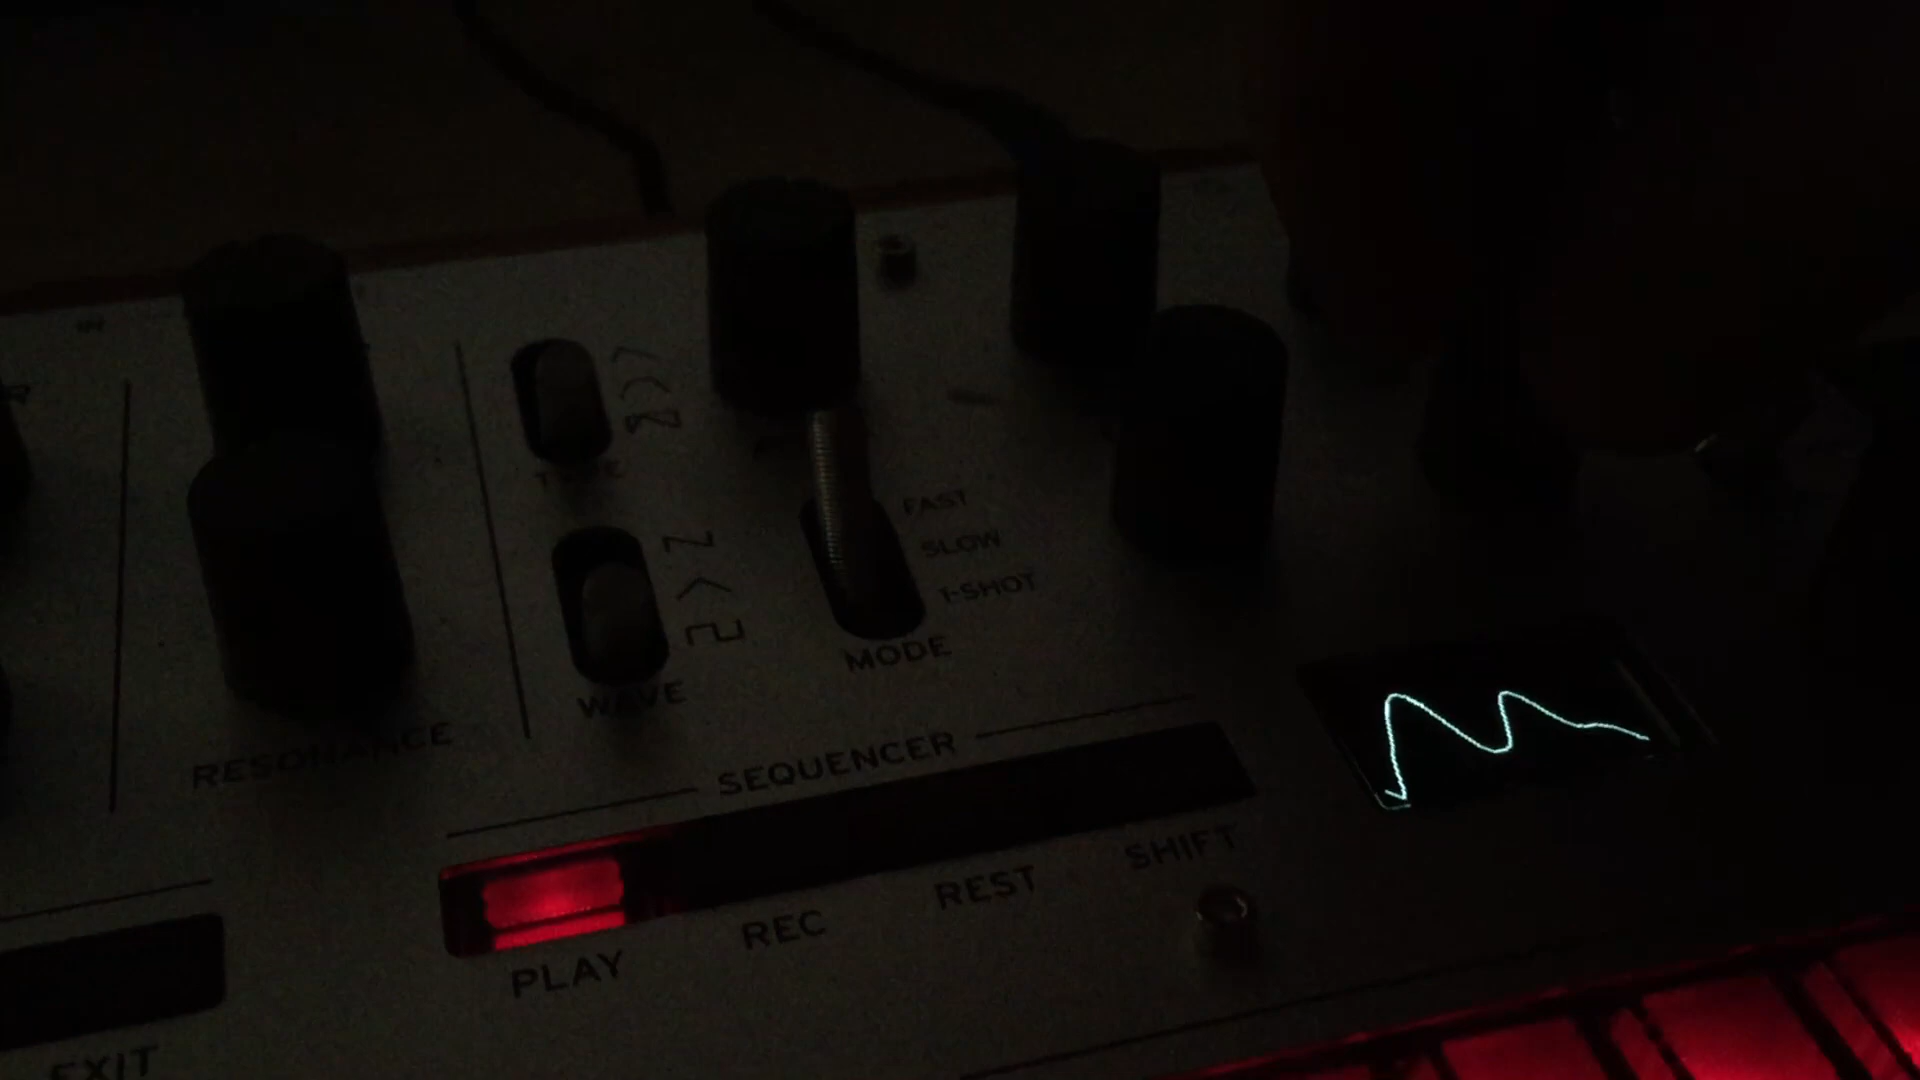 FAST
SLOW
1-SHOT
MODE
WAVE
RESONANCE
SEQUENCER
SHIFT
REST
REC
PLAY
EXIT